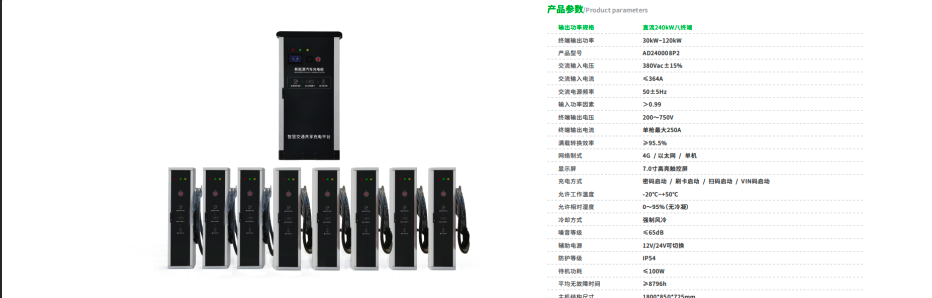 新能源汽车充电桩
智慧交通共享充电平台
产品参数/Product parameters
输出功率规格 直流240kW八终端
终端输出功率 30kW~120kW
产品型号 AD240008P2
交流输入电压 380Vac±15%
交流输入电流 ≤364A
交流电源频率 50±5Hz
输入功率因素 ＞0.99
终端输出电压 200～750V
终端输出电流 单枪最大250A
满载转换效率 ≥95.5%
网络制式 4G / 以太网 / 单机
显示屏 7.0寸高亮触控屏
充电方式 密码启动 / 刷卡启动 / 扫码启动 / VIN码启动
允许工作温度 -20℃~+50℃
允许相对湿度 0~95%(无冷凝)
冷却方式 强制风冷
噪音等级 ≤65dB
辅助电源 12V/24V可切换
防护等级 IP54
待机功耗 ≤100W
平均无故障时间 ≥8796h
主机结构尺寸 1800*850*725mm